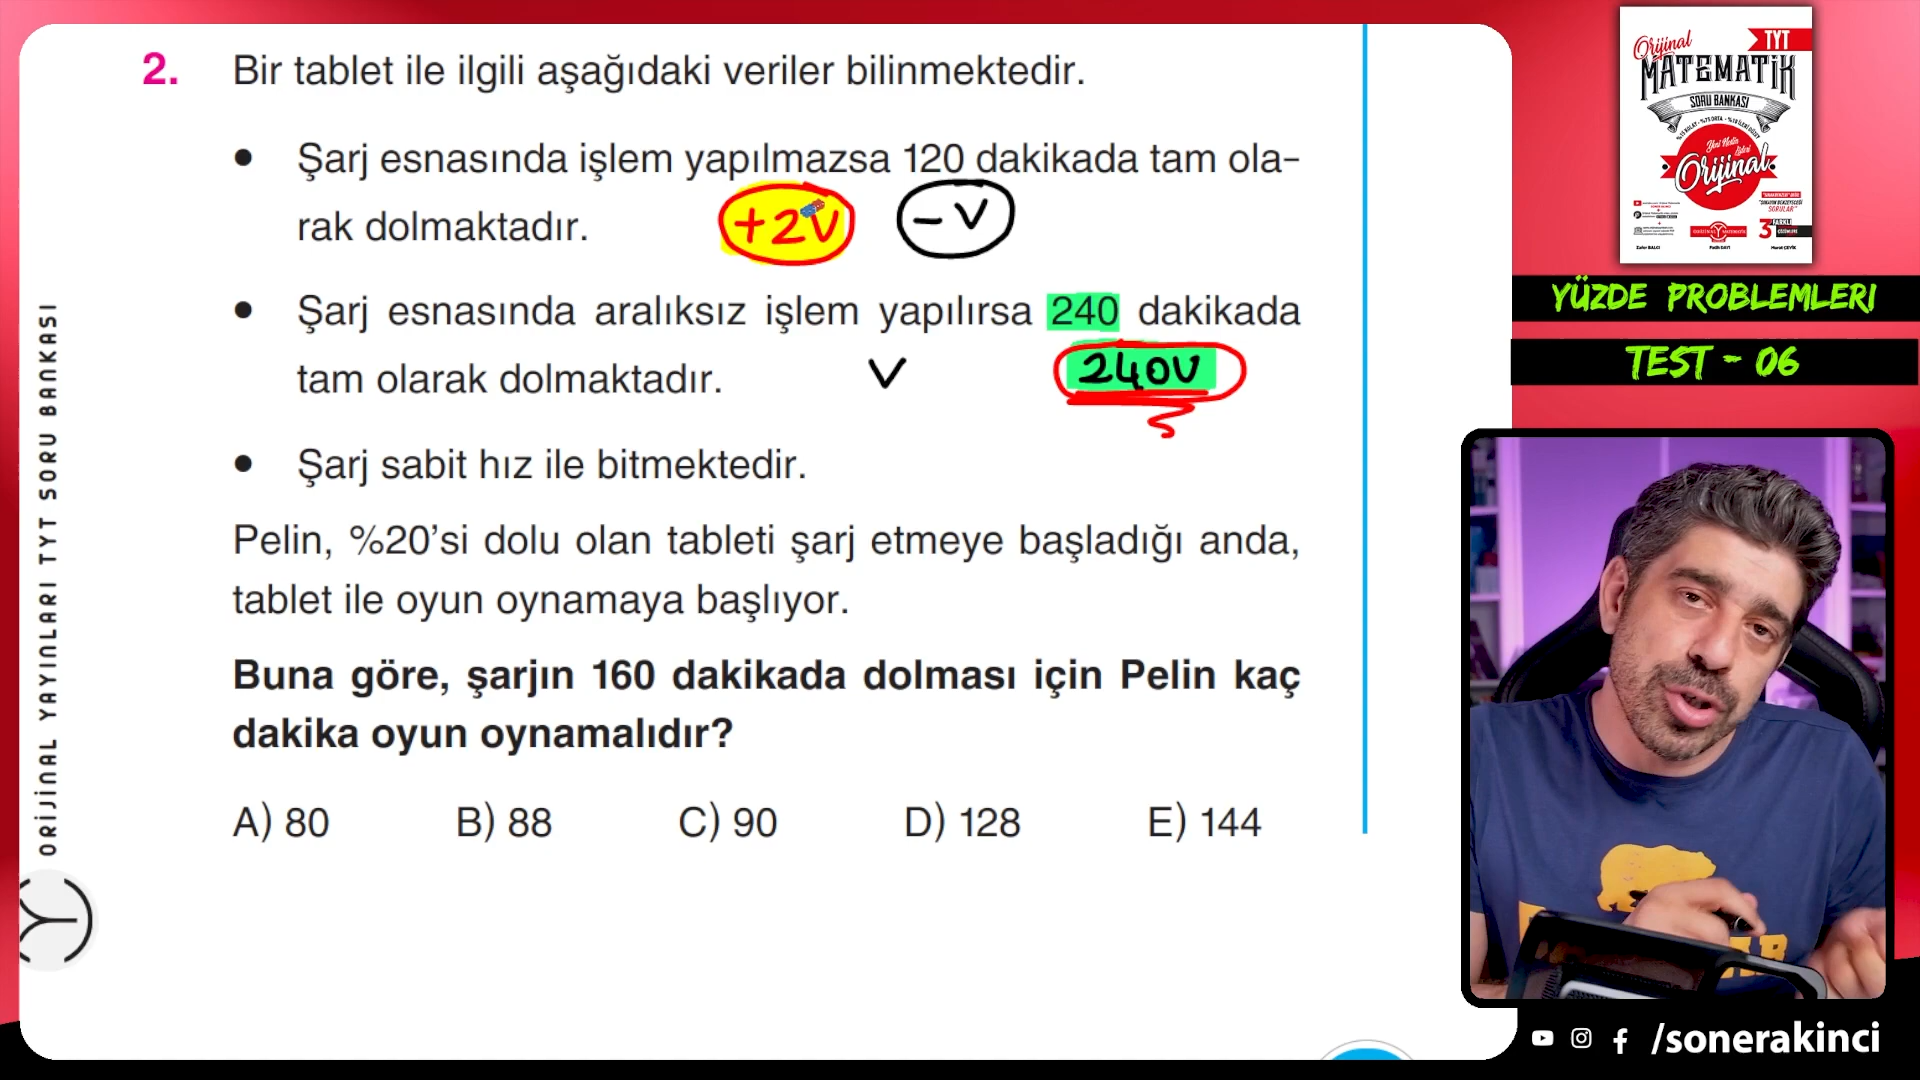 2. Bir tablet ile ilgili aşağıdaki veriler bilinmektedir.
• Şarj esnasında işlem yapılmazsa 120 dakikada tam ola-
rak dolmaktadır.
+2V
-V
• Şarj esnasında aralıksız işlem yapılırsa 240 dakikada
tam olarak dolmaktadır.
V
240V
• Şarj sabit hız ile bitmektedir.
Pelin, %20'si dolu olan tableti şarj etmeye başladığı anda,
tablet ile oyun oynamaya başlıyor.
Buna göre, şarjın 160 dakikada dolması için Pelin kaç
dakika oyun oynamalıdır?
A) 80 B) 88 C) 90 D) 128 E) 144
ORİJİNAL YAYINLARI TYT SORU BANKASI
Orijinal
TYT
MATEMATİK
SORU BANKASI
Orijinal
YÜZDE PROBLEMLERI
TEST - 06
/sonerakinci